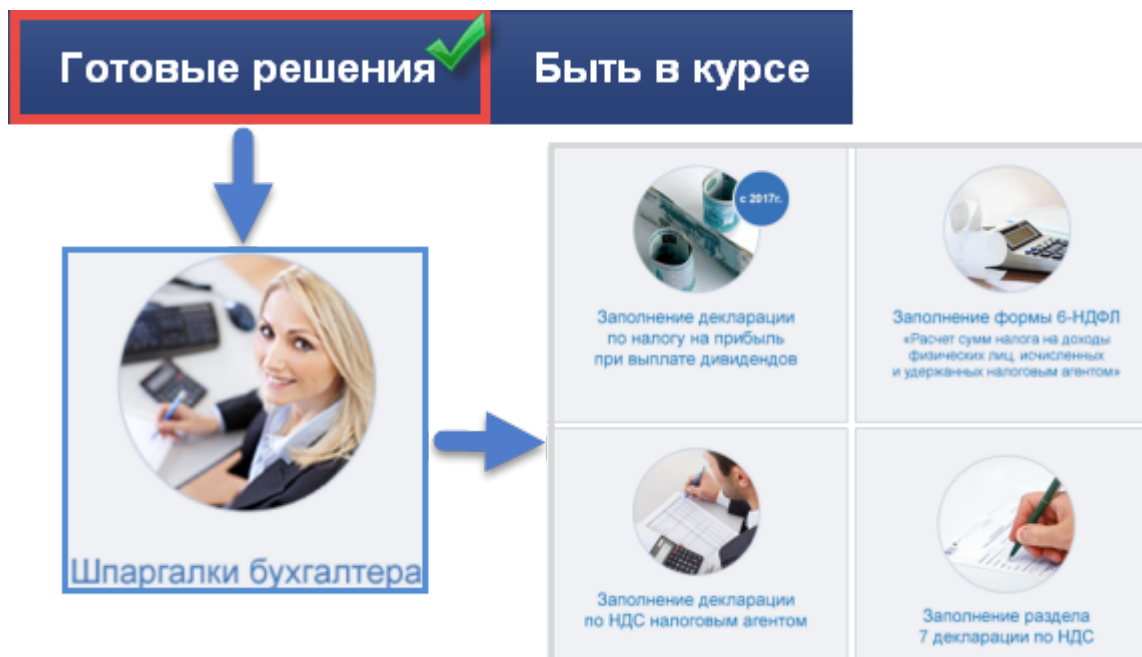 Готовые решения
Быть в курсе
Шпаргалки бухгалтера
с 2017г.
Заполнение декларации
по налогу на прибыль
при выплате дивидендов
Заполнение формы 6-НДФЛ
«Расчет сумм налога на доходы
физических лиц, исчисленных
и удержанных налоговым агентом»
Заполнение декларации
по НДС налоговым агентом
Заполнение раздела
7 декларации по НДС